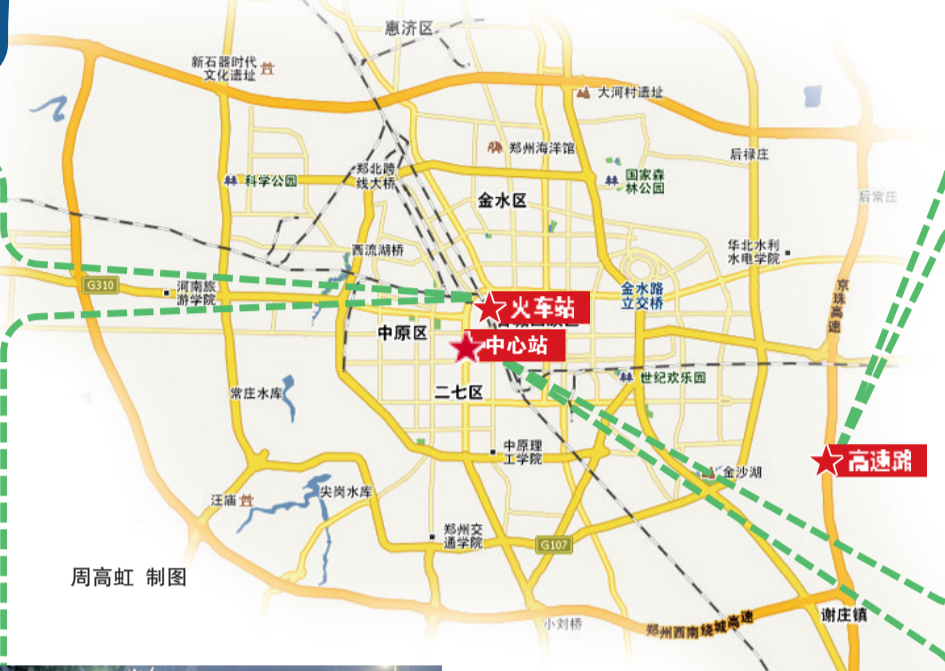 惠济区
新石器时代
文化遗址
大河村遗址
郑州海洋馆
后禄庄
郑北跨
线大桥
科学公园
国家森
林公园
金水区
后常庄
西流湖桥
华北水利
水电学院
G310
河南旅
游学院
金水路
立交桥
京珠高速
火车站
中原区
中心站
世纪欢乐园
二七区
常庄水库
中原理
工学院
高速路
金沙湖
尖岗水库
汪庙
郑州交
通学院
G107
周高虹 制图
谢庄镇
小刘桥
郑州西南绕城高速